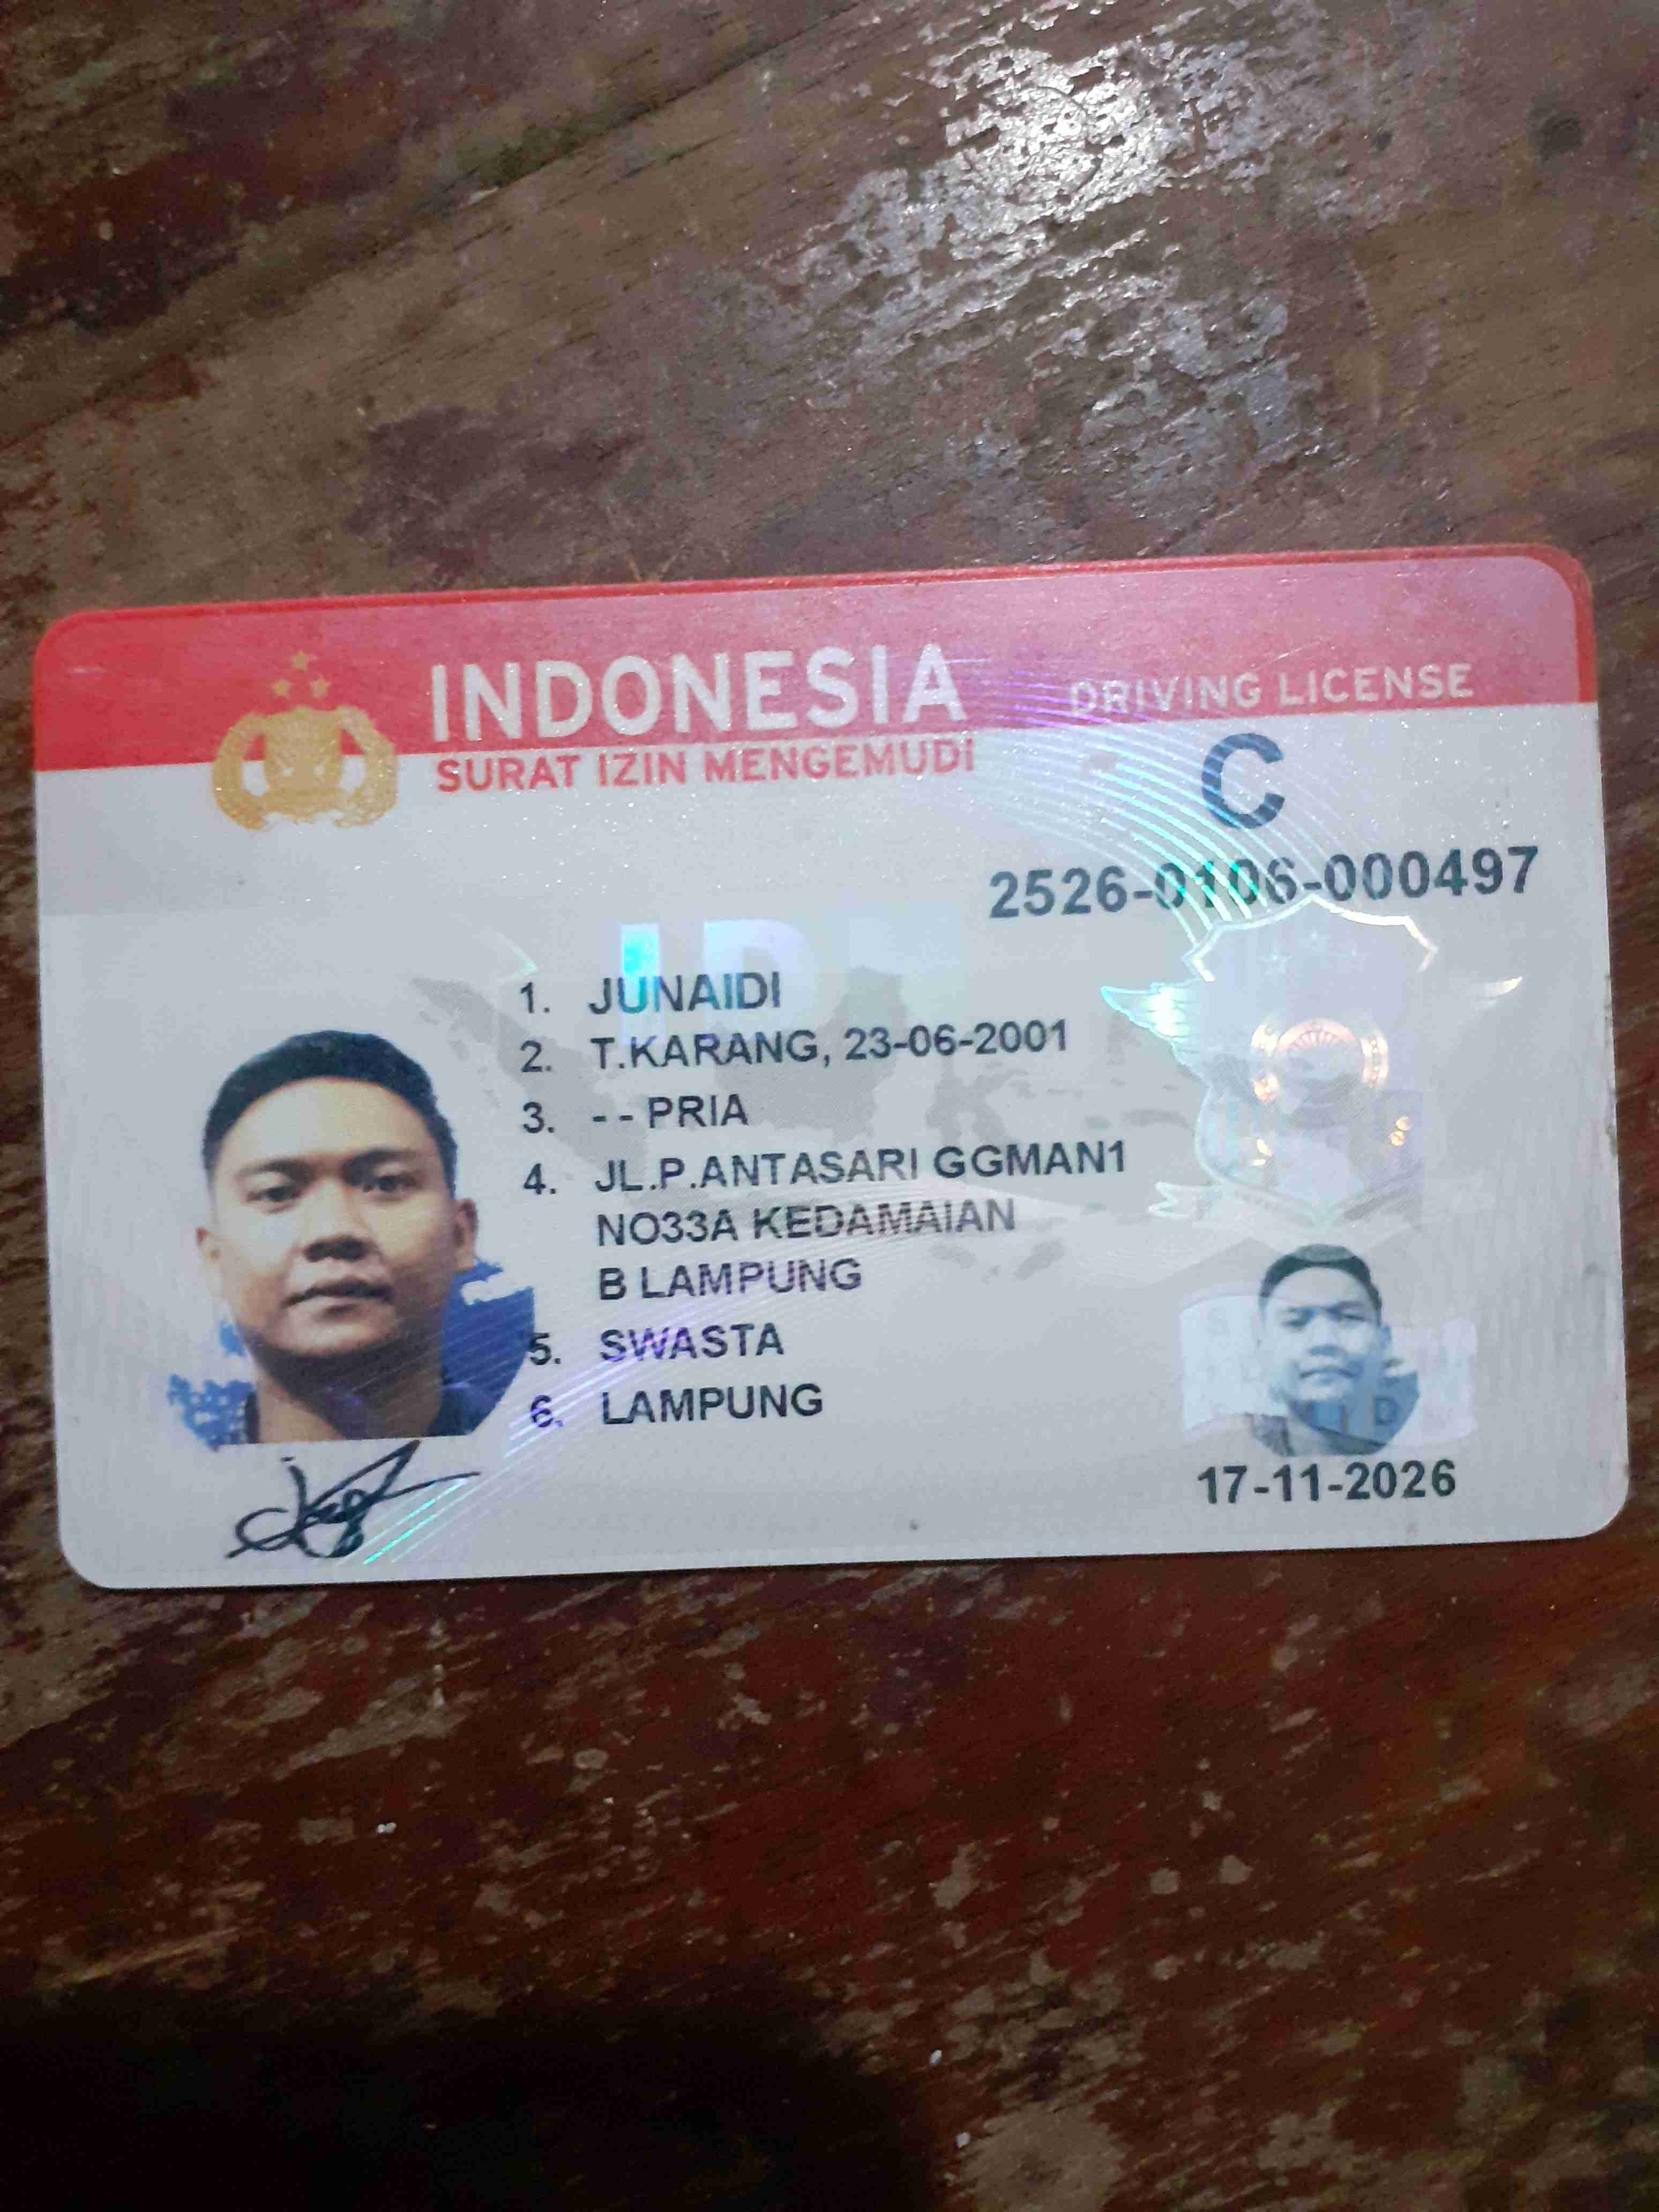 INDONESIA
DRIVING LICENSE
SURAT IZIN MENGEMUDI
C
2526-0106-000497
1. JUNAIDI
2. T.KARANG, 23-06-2001
3. - - PRIA
4. JL.P.ANTASARI GGMAN1
NO33A KEDAMAIAN
B LAMPUNG
5. SWASTA
6. LAMPUNG
17-11-2026